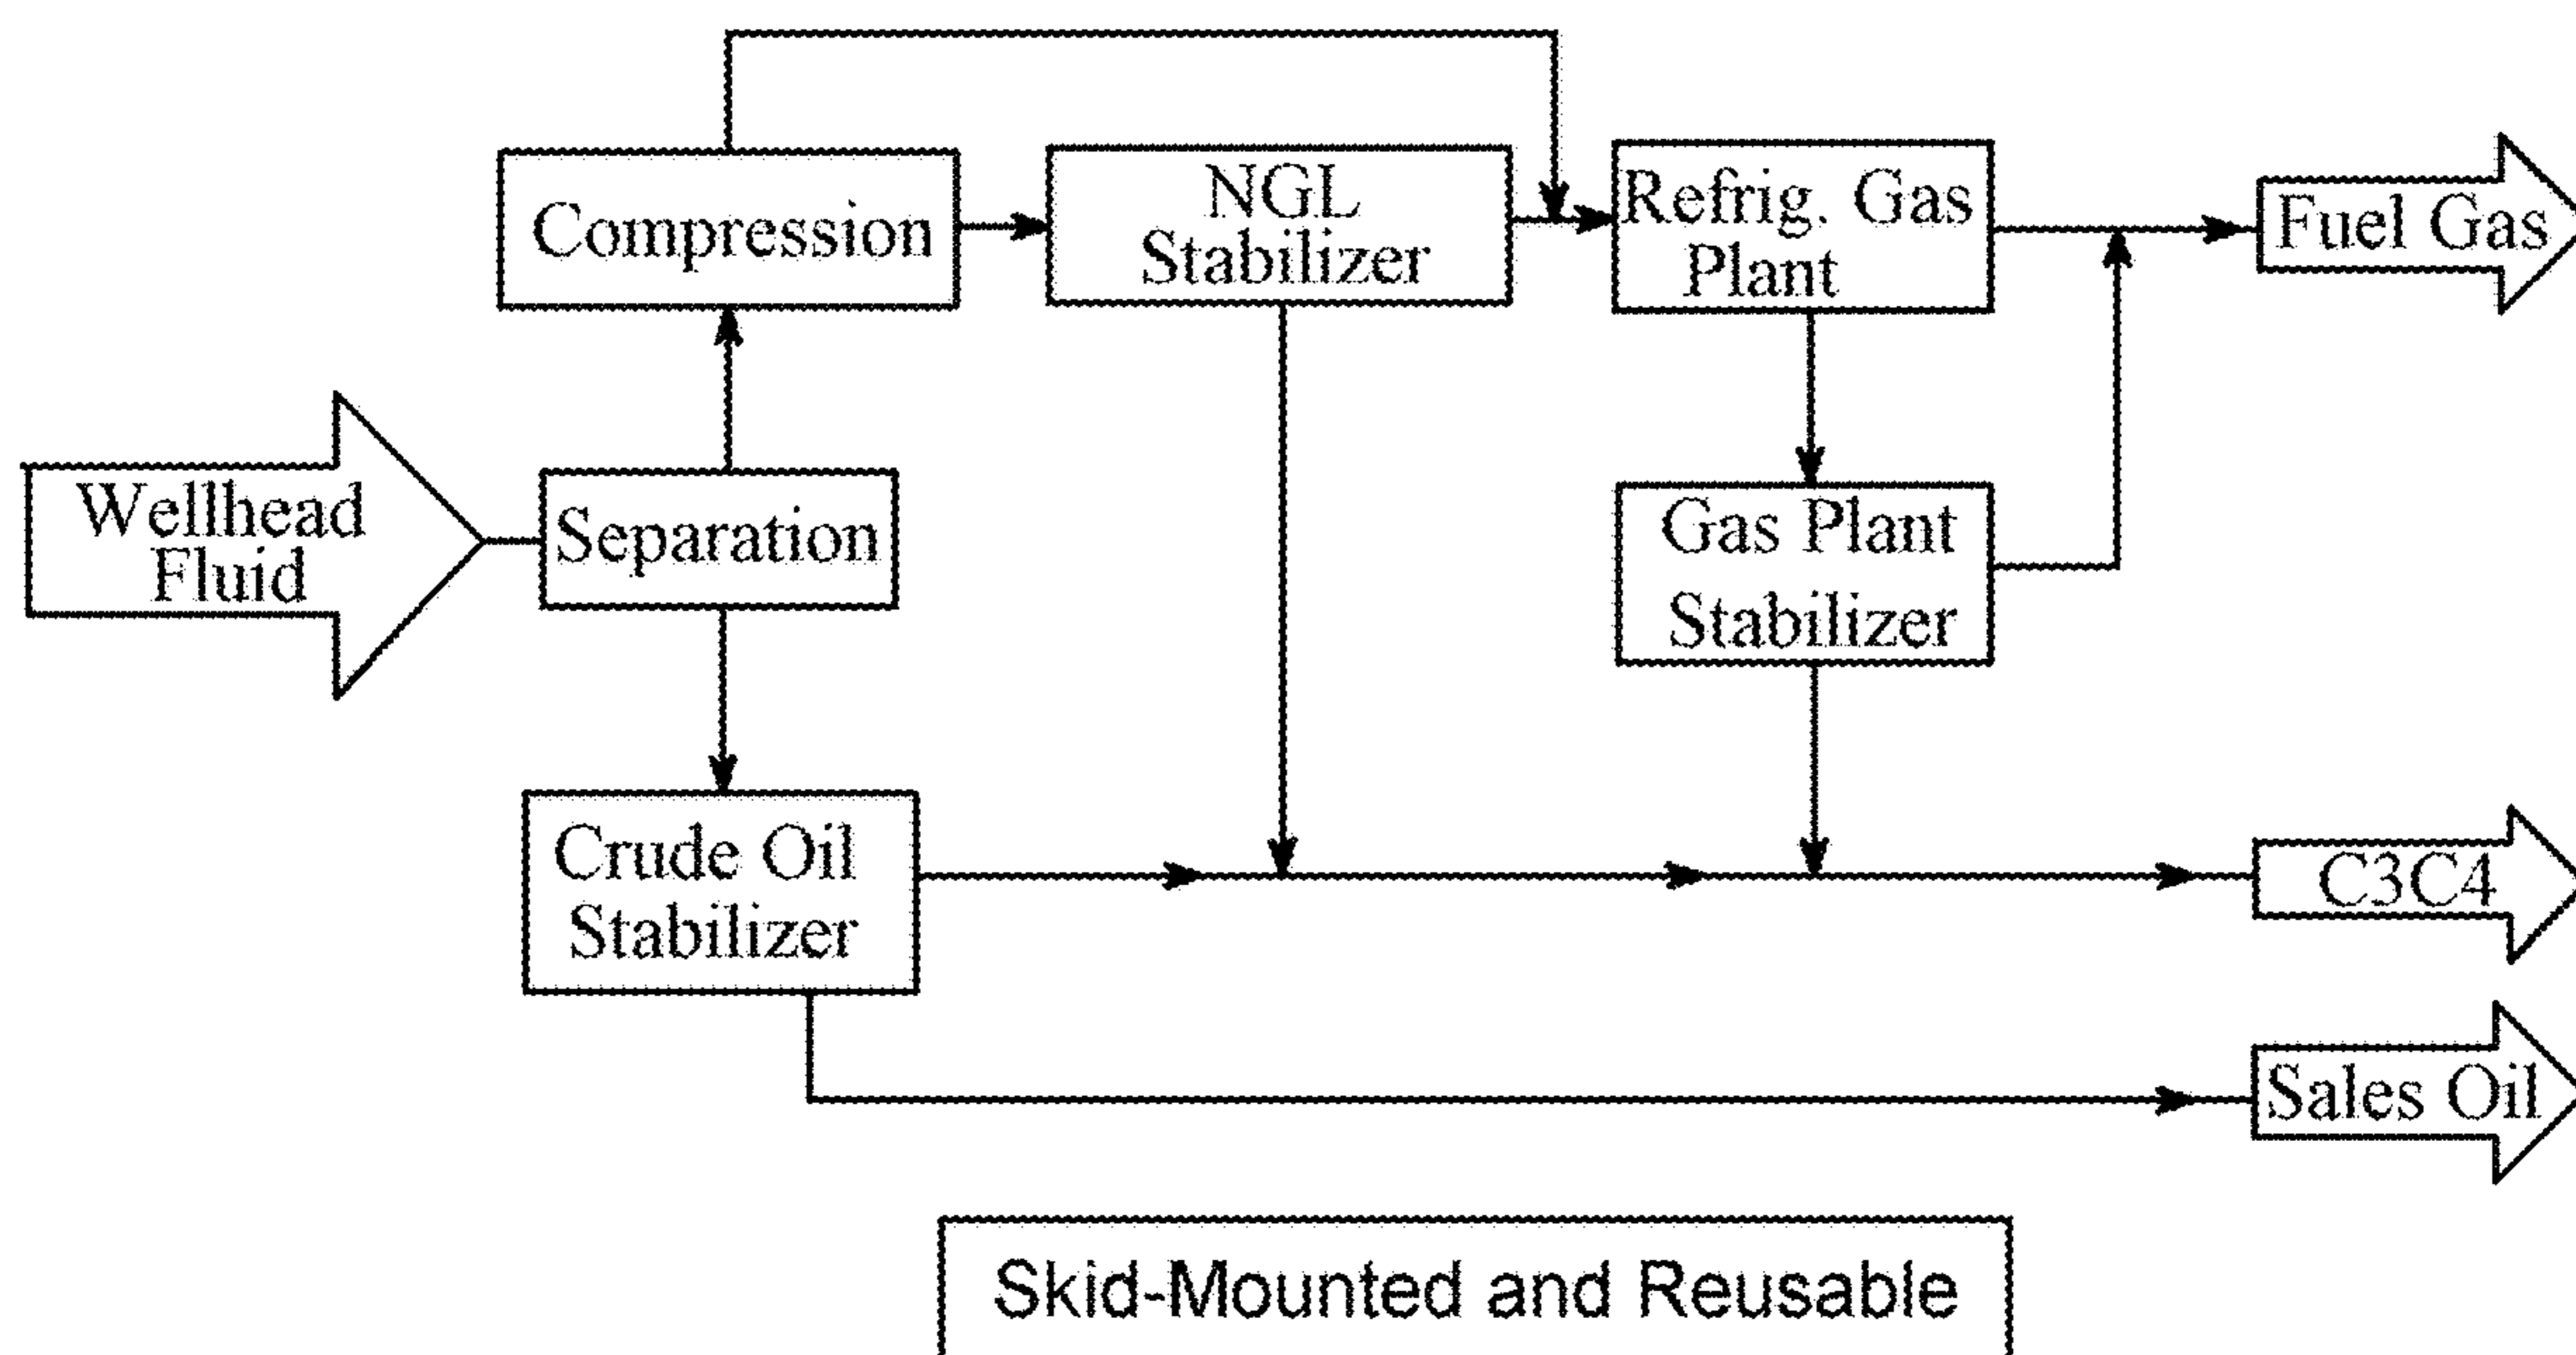 NGL
Stabilizer
Refrig. Gas
Plant
Compression
Fuel Gas
Wellhead
Fluid
Separation
Gas Plant
Stabilizer
Crude Oil
Stabilizer
C3C4
Sales Oil
Skid-Mounted and Reusable